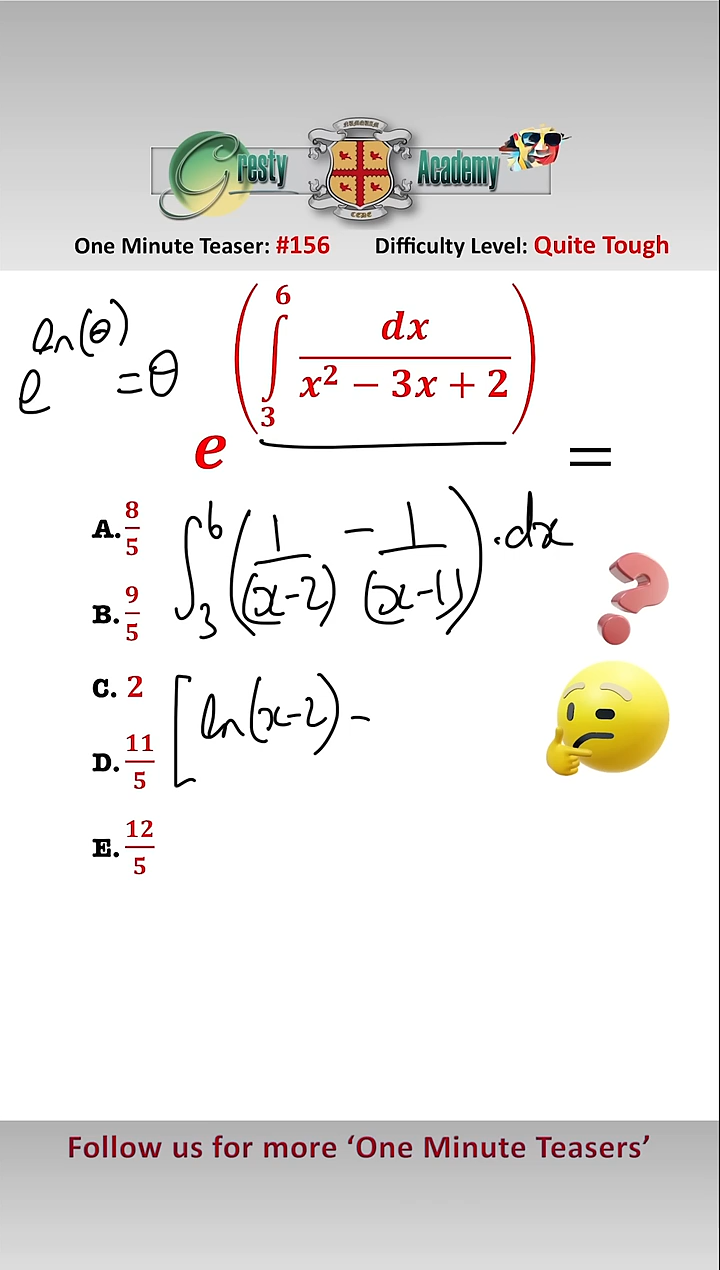 Gresty Academy
NUMQUAM
CEDE
One Minute Teaser: #156 Difficulty Level: Quite Tough
e^(ln(θ)) = θ
e^(∫₃⁶ dx / (x² − 3x + 2)) =
A. 8/5
∫₃⁶ (1/(x-2) − 1/(x-1)) . dx
B. 9/5
C. 2
[ln(x-2) −
D. 11/5
E. 12/5
Follow us for more ‘One Minute Teasers’